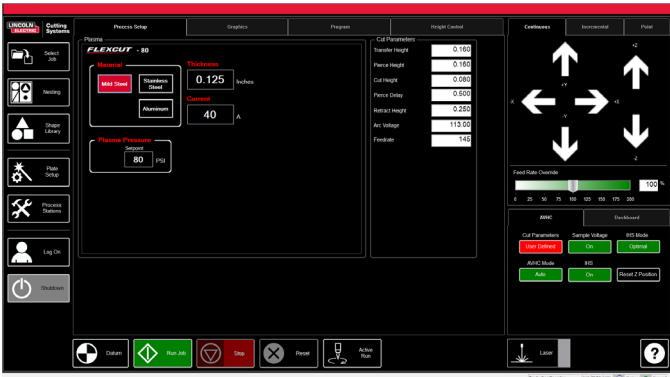 LINCOLN ELECTRIC
Cutting Systems
Process Setup
Graphics
Program
Height Control
Continuous
Incremental
Point
Select Job
Nesting
Shape Library
Plate Setup
Process Stations
Log On
Shutdown
Plasma
FLEXCUT - 80
Material
Mild Steel
Stainless Steel
Aluminum
Thickness
0.125 Inches
Current
40 A
Plasma Pressure
Setpoint
80 PSI
Cut Parameters
Transfer Height 0.160
Pierce Height 0.160
Cut Height 0.080
Pierce Delay 0.500
Retract Height 0.250
Arc Voltage 113.00
Feedrate 145
+Z
+Y
-X
+X
-Y
-Z
Feed Rate Override
100 %
0 25 50 75 100 125 150 175 200
AVHC
Dashboard
Cut Parameters
Sample Voltage
IHS Mode
User Defined
On
Optimal
AVHC Mode
IHS
Auto
On
Reset Z Position
Datum
Run Job
Stop
Reset
Active Run
Laser
?